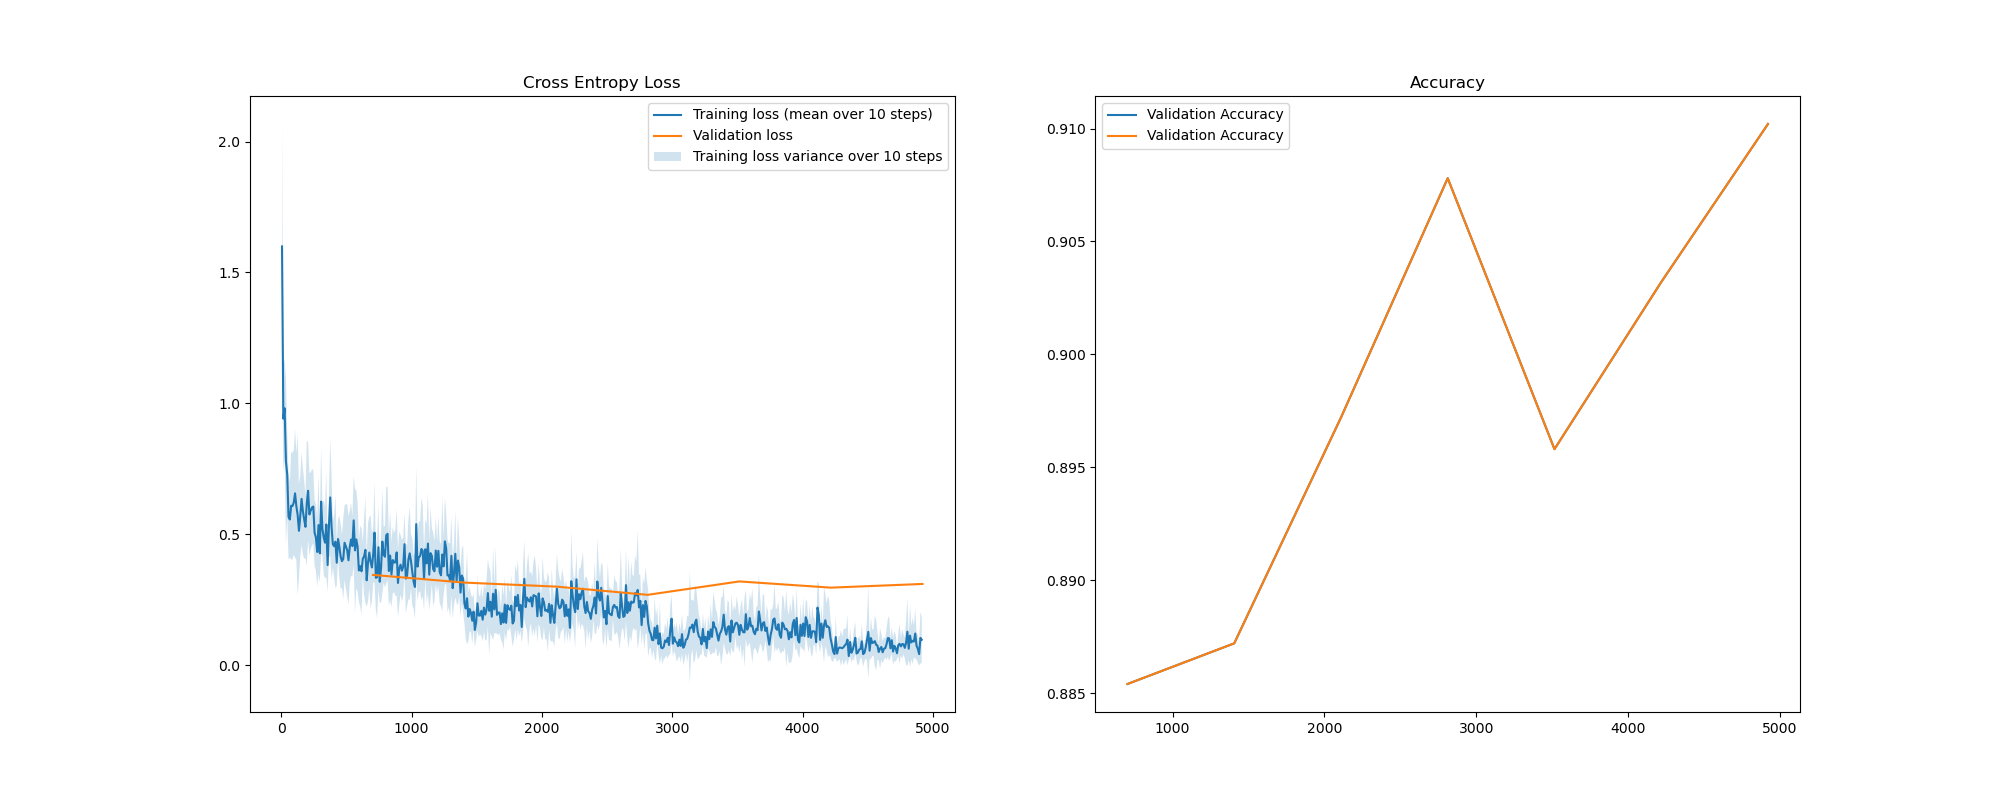 Cross Entropy Loss
Training loss (mean over 10 steps)
Validation loss
Training loss variance over 10 steps
2.0
1.5
1.0
0.5
0.0
0 1000 2000 3000 4000 5000
Accuracy
Validation Accuracy
Validation Accuracy
0.910
0.905
0.900
0.895
0.890
0.885
1000 2000 3000 4000 5000